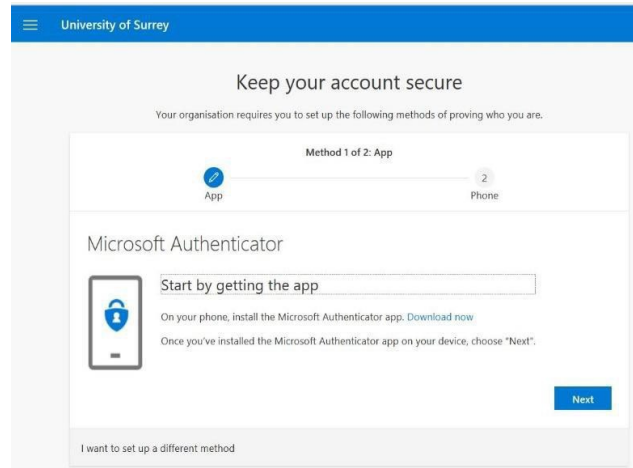 University of Surrey
Keep your account secure
Your organisation requires you to set up the following methods of proving who you are.
Method 1 of 2: App
2
App
Phone
Microsoft Authenticator
Start by getting the app
On your phone, install the Microsoft Authenticator app. Download now
Once you've installed the Microsoft Authenticator app on your device, choose "Next".
Next
I want to set up a different method